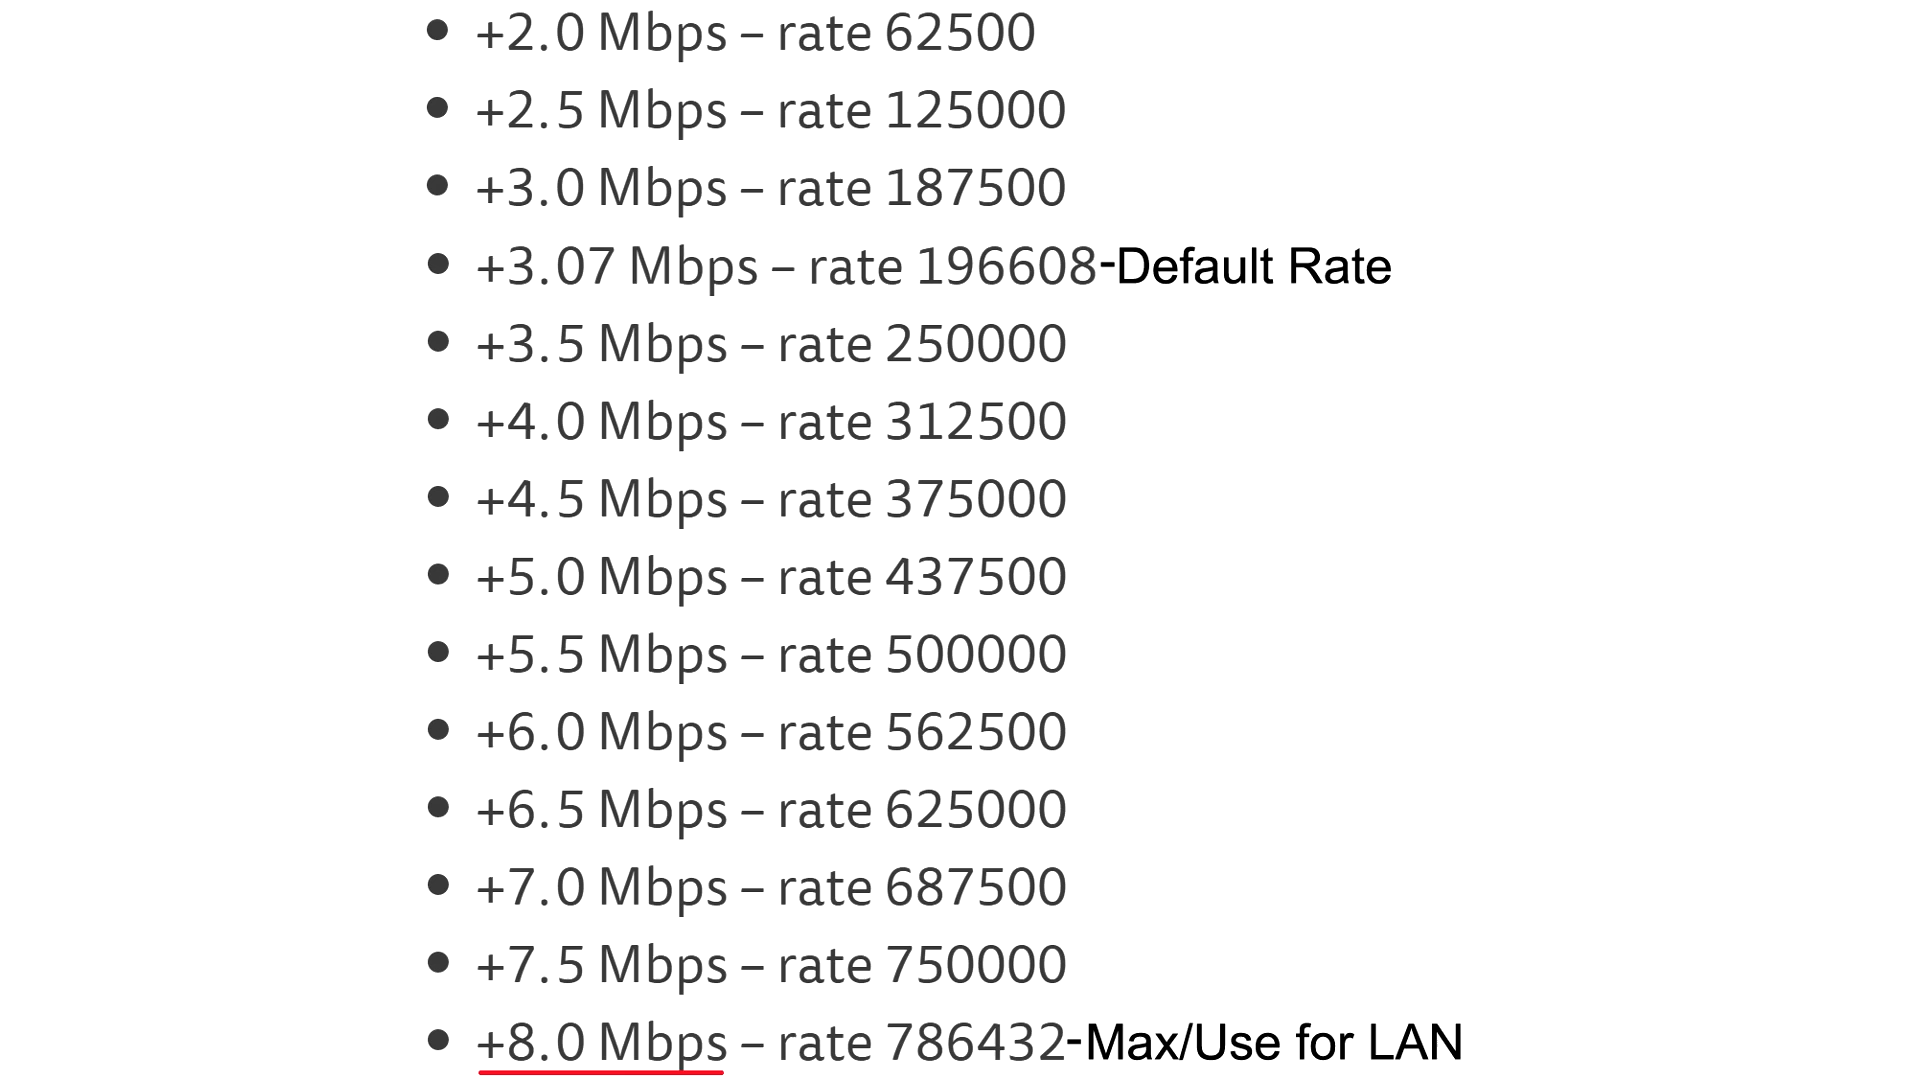 • +2.0 Mbps – rate 62500
• +2.5 Mbps – rate 125000
• +3.0 Mbps – rate 187500
• +3.07 Mbps – rate 196608-Default Rate
• +3.5 Mbps – rate 250000
• +4.0 Mbps – rate 312500
• +4.5 Mbps – rate 375000
• +5.0 Mbps – rate 437500
• +5.5 Mbps – rate 500000
• +6.0 Mbps – rate 562500
• +6.5 Mbps – rate 625000
• +7.0 Mbps – rate 687500
• +7.5 Mbps – rate 750000
• +8.0 Mbps – rate 786432-Max/Use for LAN